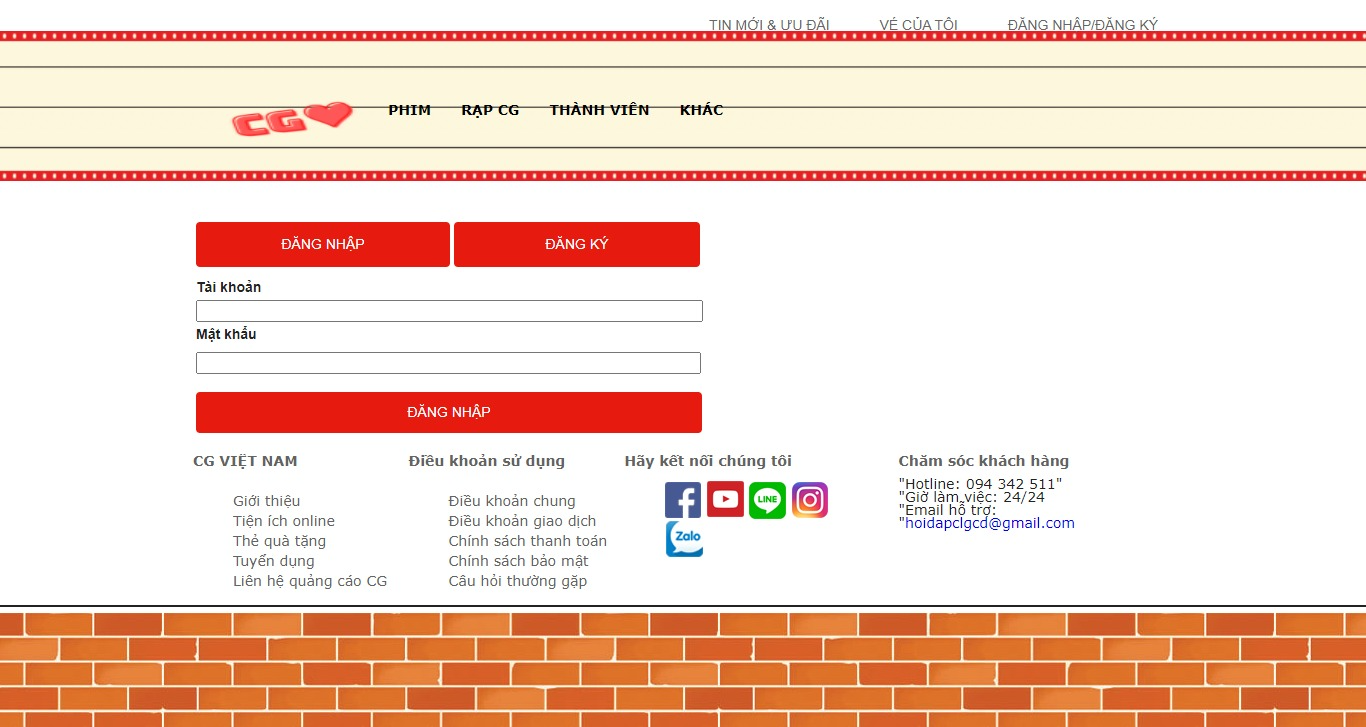 TIN MỚI & ƯU ĐÃI VÉ CỦA TÔI ĐĂNG NHẬP/ĐĂNG KÝ
CG PHIM RẠP CG THÀNH VIÊN KHÁC
ĐĂNG NHẬP ĐĂNG KÝ
Tài khoản
Mật khẩu
ĐĂNG NHẬP
CG VIỆT NAM
Giới thiệu
Tiện ích online
Thẻ quà tặng
Tuyển dụng
Liên hệ quảng cáo CG
Điều khoản sử dụng
Điều khoản chung
Điều khoản giao dịch
Chính sách thanh toán
Chính sách bảo mật
Câu hỏi thường gặp
Hãy kết nối chúng tôi
LINE
Zalo
Chăm sóc khách hàng
"Hotline: 094 342 511"
"Giờ làm việc: 24/24
"Email hỗ trợ:
"hoidapclgcd@gmail.com